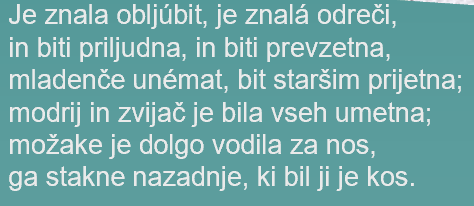 Je znala obljúbit, je znalá odreči,
in biti priljudna, in biti prevzetna,
mladenče unémat, bit staršim prijetna;
modrij in zvijač je bila vseh umetna;
možake je dolgo vodila za nos,
ga stakne nazadnje, ki bil ji je kos.